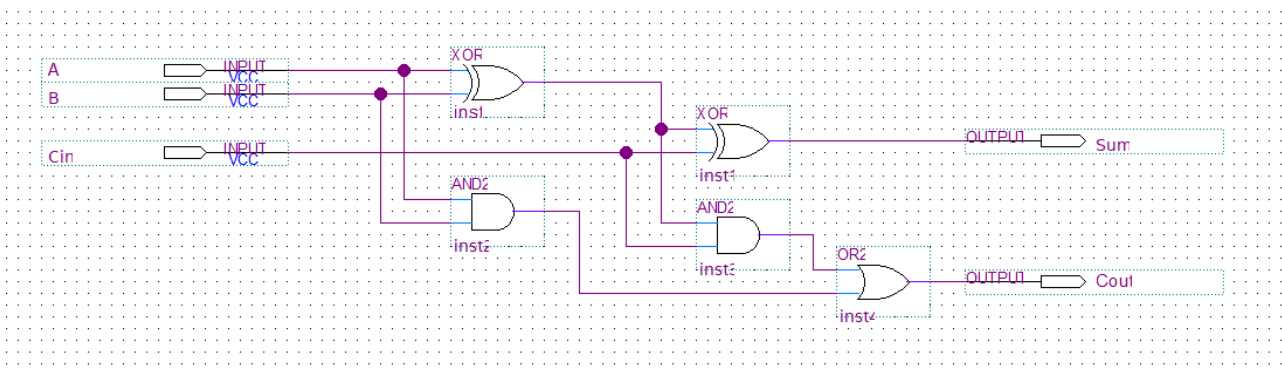 XOR
A INPUT
VCC
B INPUT
VCC
inst
XOR
OUTPUT Sum
Cin INPUT
VCC
inst1
AND2
AND2
inst2
OR2
inst3
OUTPUT Cout
inst4